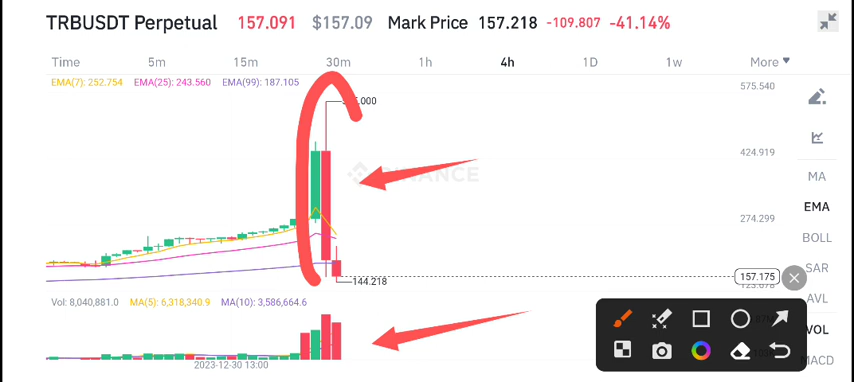 TRBUSDT Perpetual 157.091 $157.09 Mark Price 157.218 -109.807 -41.14%
Time 5m 15m 30m 1h 4h 1D 1w More
EMA(7): 252.754 EMA(25): 243.560 EMA(99): 187.105
575.540
424.919
BINANCE
MA
EMA
274.299
BOLL
SAR
157.175
144.218
AVL
Vol: 8,040,881.0 MA(5): 6,318,340.9 MA(10): 3,586,664.6
VOL
MACD
2023-12-30 13:00